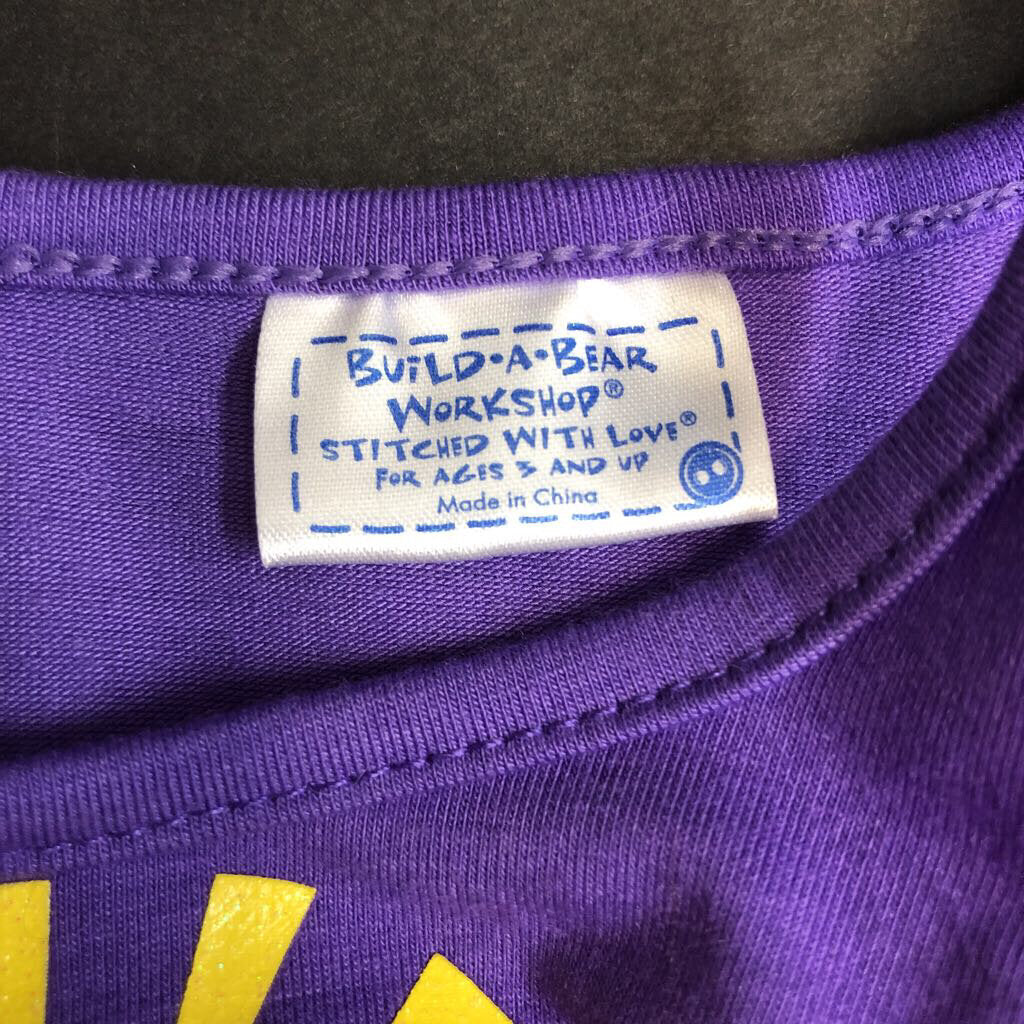 BUiLD•A•BEAR
WORKSHOP®
STITCHED WITH LOVE®
FOR AGES 3 AND UP
Made in China